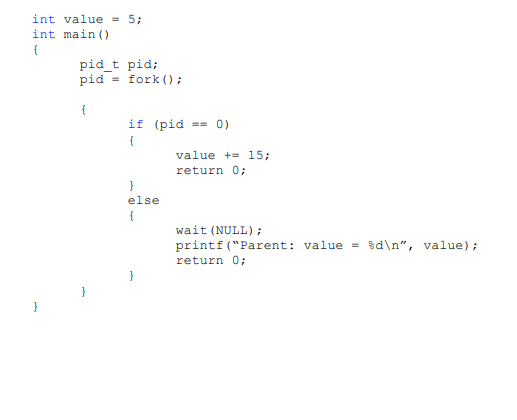 int value = 5;
int main()
{
pid_t pid;
pid = fork();
{
if (pid == 0)
{
value += 15;
return 0;
}
else
{
wait(NULL);
printf(“Parent: value = %d\n”, value);
return 0;
}
}
}